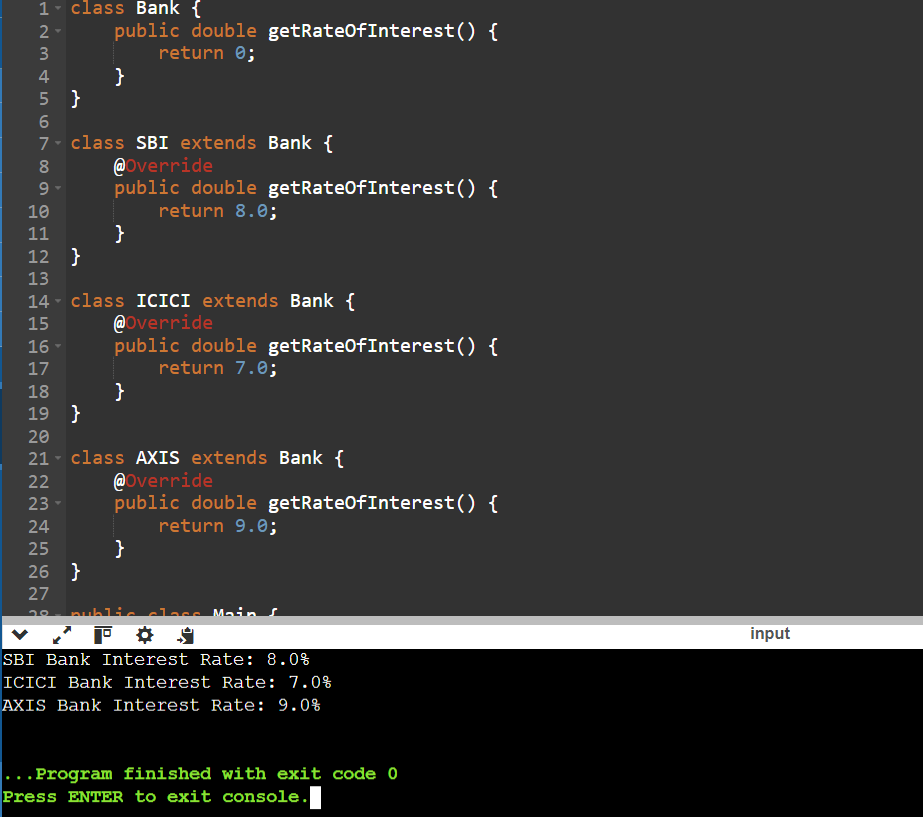 1 class Bank {
2     public double getRateOfInterest() {
3         return 0;
4     }
5 }
6
7 class SBI extends Bank {
8     @Override
9     public double getRateOfInterest() {
10         return 8.0;
11     }
12 }
13
14 class ICICI extends Bank {
15     @Override
16     public double getRateOfInterest() {
17         return 7.0;
18     }
19 }
20
21 class AXIS extends Bank {
22     @Override
23     public double getRateOfInterest() {
24         return 9.0;
25     }
26 }
27
28 public class Main {
input
SBI Bank Interest Rate: 8.0%
ICICI Bank Interest Rate: 7.0%
AXIS Bank Interest Rate: 9.0%
...Program finished with exit code 0
Press ENTER to exit console.